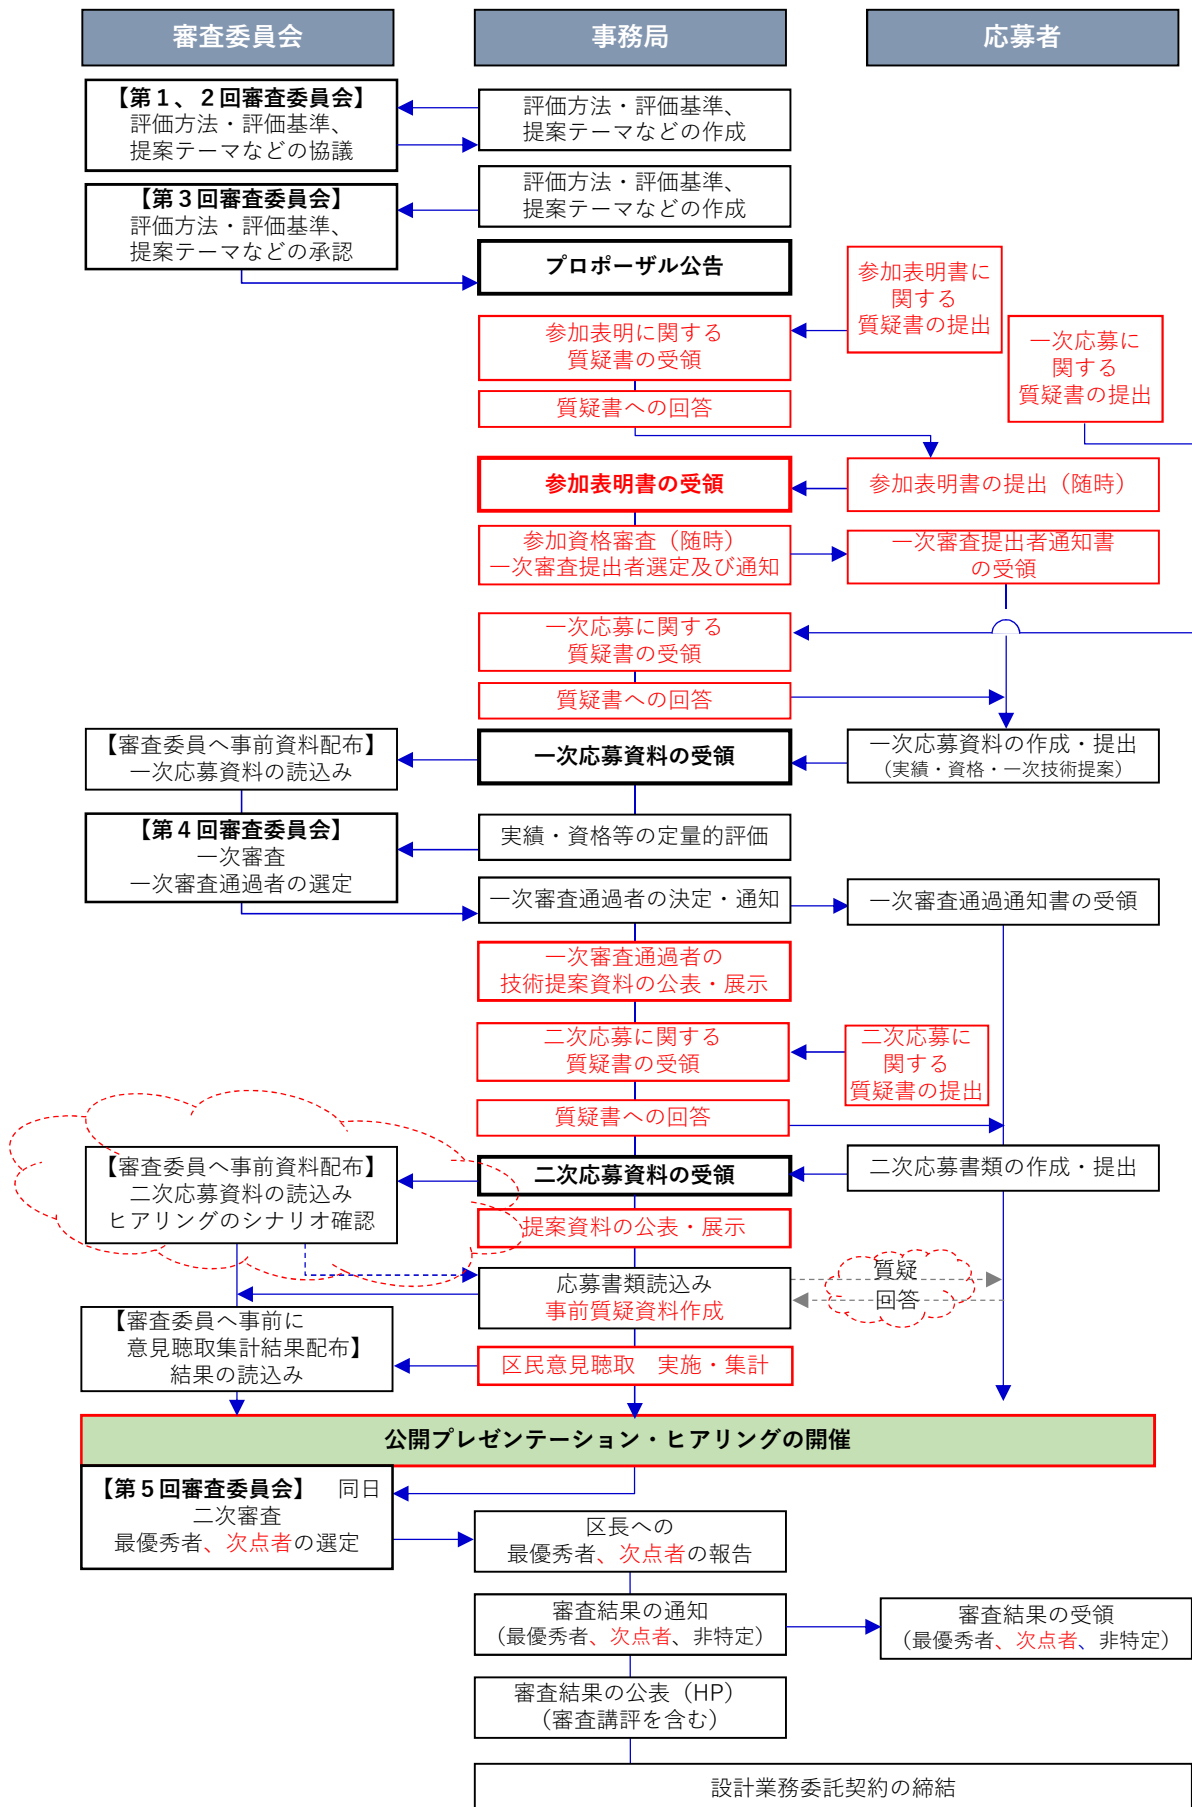 審査委員会
事務局
応募者
【第1、2回審査委員会】
評価方法・評価基準、
提案テーマなどの協議
評価方法・評価基準、
提案テーマなどの作成
【第3回審査委員会】
評価方法・評価基準、
提案テーマなどの承認
評価方法・評価基準、
提案テーマなどの作成
プロポーザル公告
参加表明書に
関する
質疑書の提出
参加表明に関する
質疑書の受領
一次応募に
関する
質疑書の提出
質疑書への回答
参加表明書の受領
参加表明書の提出（随時）
参加資格審査（随時）
一次審査提出者選定及び通知
一次審査提出者通知書
の受領
一次応募に関する
質疑書の受領
質疑書への回答
【審査委員へ事前資料配布】
一次応募資料の読込み
一次応募資料の受領
一次応募資料の作成・提出
（実績・資格・一次技術提案）
【第4回審査委員会】
一次審査
一次審査通過者の選定
実績・資格等の定量的評価
一次審査通過者の決定・通知
一次審査通過通知書の受領
一次審査通過者の
技術提案資料の公表・展示
二次応募に関する
質疑書の受領
二次応募に
関する
質疑書の提出
質疑書への回答
【審査委員へ事前資料配布】
二次応募資料の読込み
ヒアリングのシナリオ確認
二次応募資料の受領
二次応募書類の作成・提出
提案資料の公表・展示
応募書類読込み
事前質疑資料作成
質疑
回答
【審査委員へ事前に
意見聴取集計結果配布】
結果の読込み
区民意見聴取　実施・集計
公開プレゼンテーション・ヒアリングの開催
【第5回審査委員会】　同日
二次審査
最優秀者、次点者の選定
区長への
最優秀者、次点者の報告
審査結果の通知
（最優秀者、次点者、非特定）
審査結果の受領
（最優秀者、次点者、非特定）
審査結果の公表（HP）
（審査講評を含む）
設計業務委託契約の締結